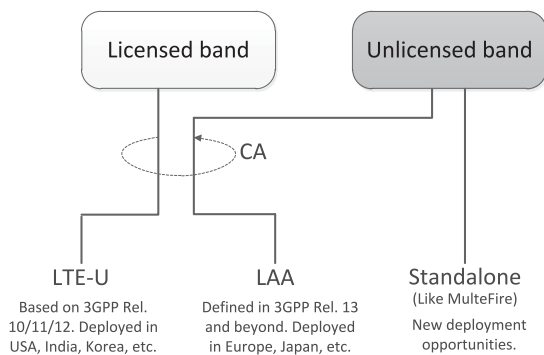 Licensed band
Unlicensed band
CA
LTE-U
Based on 3GPP Rel.
10/11/12. Deployed in
USA, India, Korea, etc.
LAA
Defined in 3GPP Rel. 13
and beyond. Deployed
in Europe, Japan, etc.
Standalone
(Like MulteFire)
New deployment
opportunities.